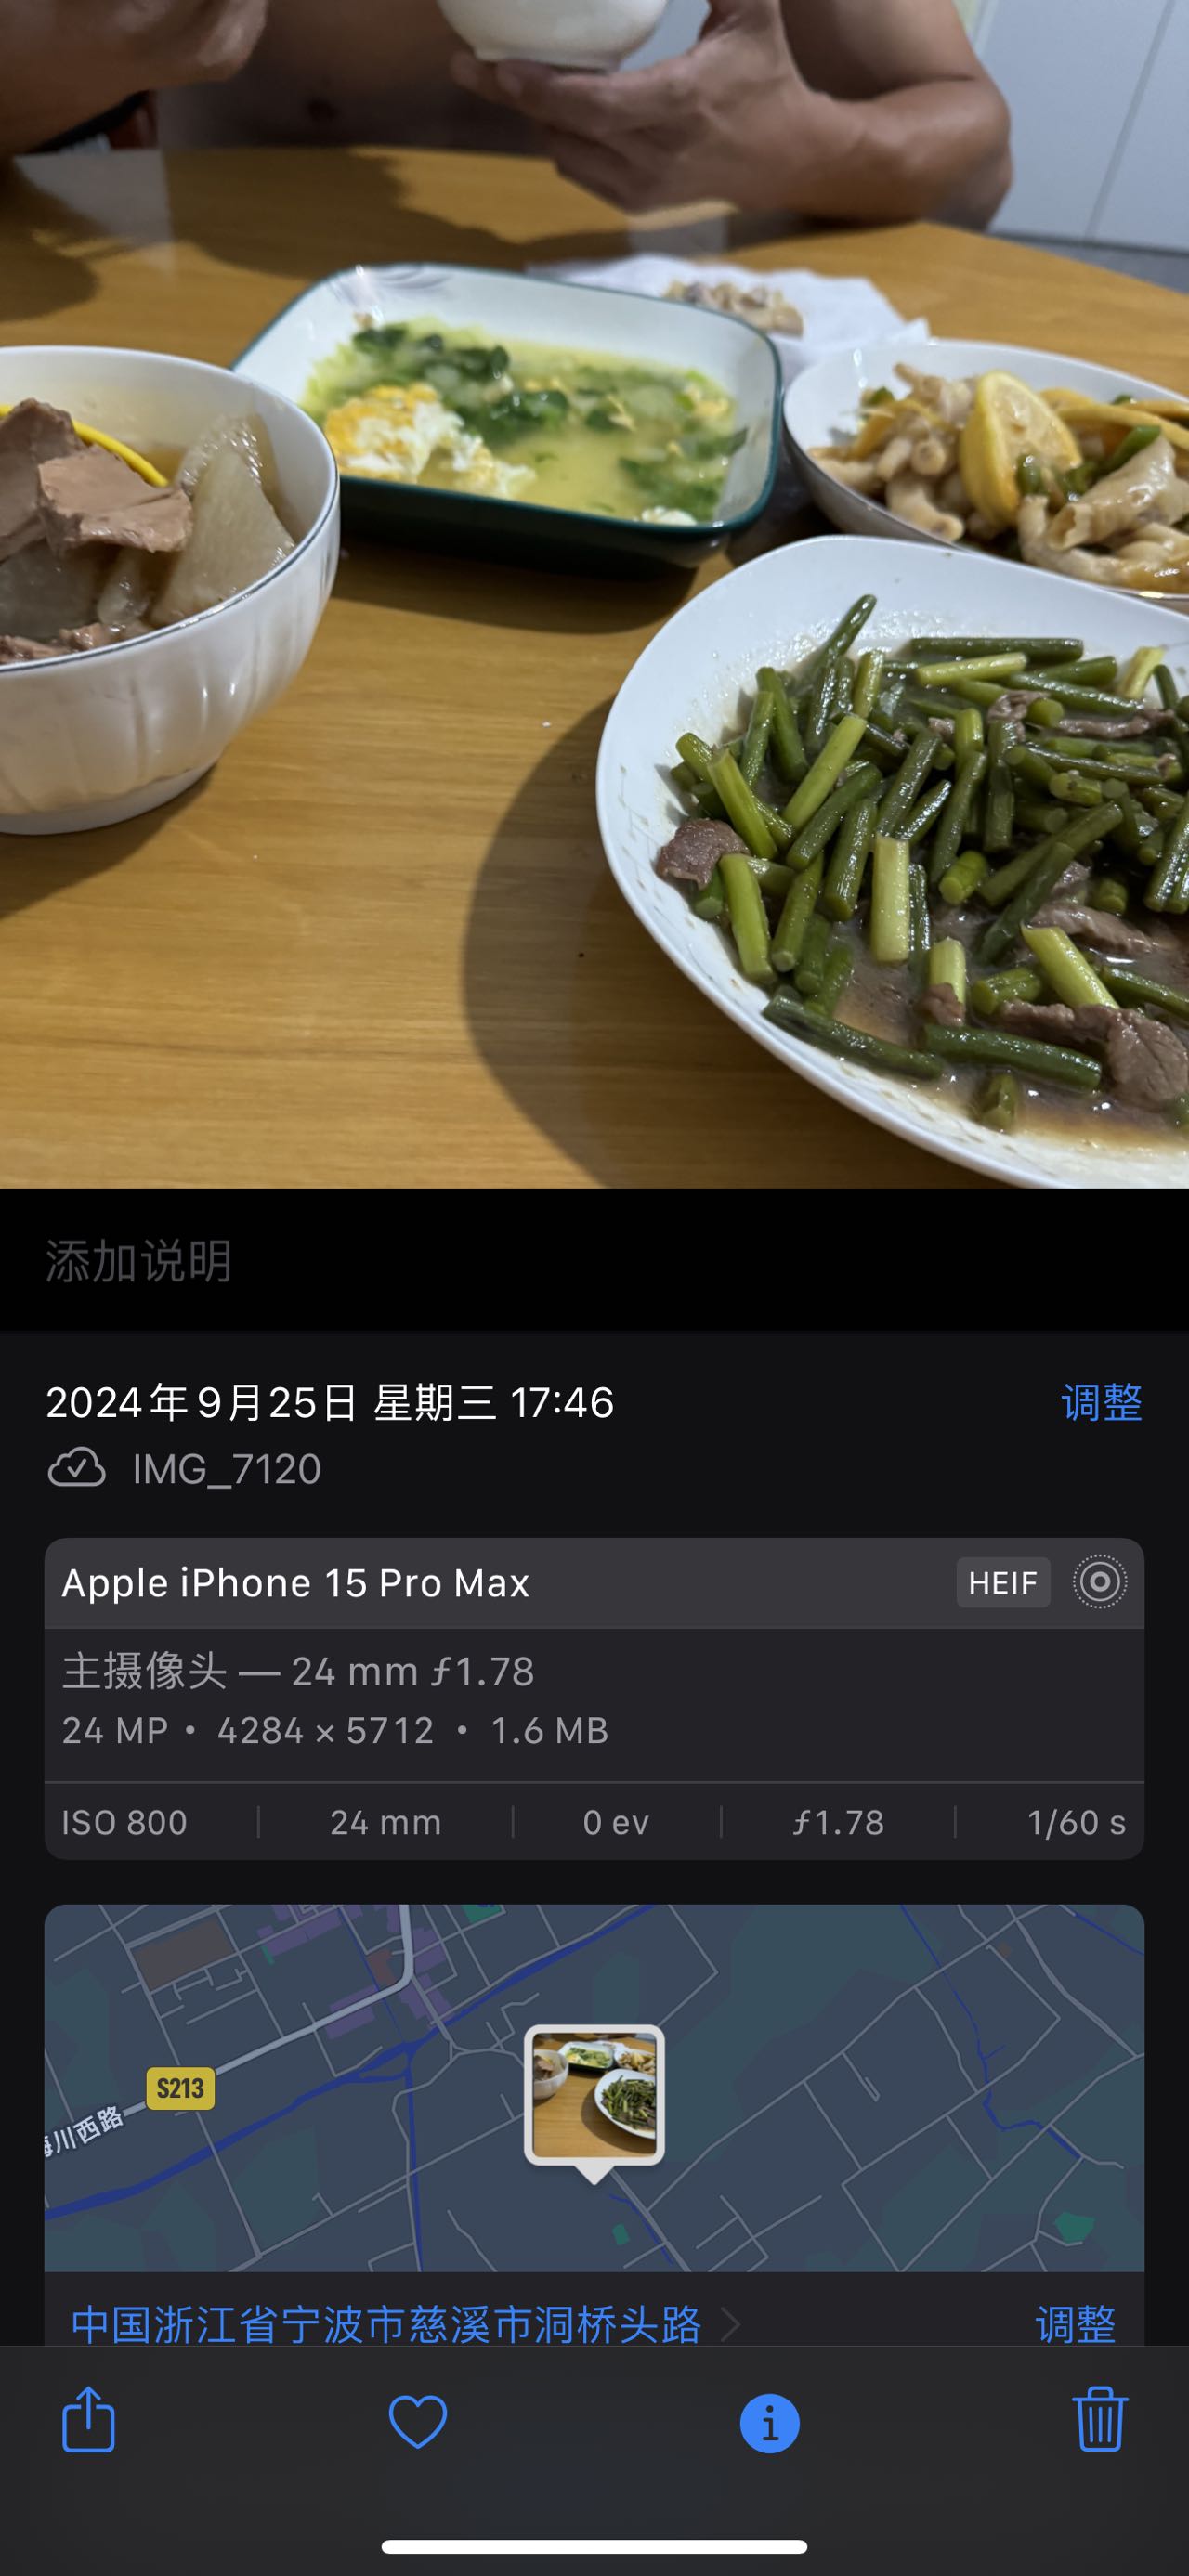 添加说明
2024年9月25日 星期三 17:46
调整
IMG_7120
Apple iPhone 15 Pro Max
HEIF
主摄像头 — 24 mm ƒ1.78
24 MP • 4284 × 5712 • 1.6 MB
ISO 800
24 mm
0 ev
ƒ1.78
1/60 s
S213
川西路
中国浙江省宁波市慈溪市洞桥头路
调整